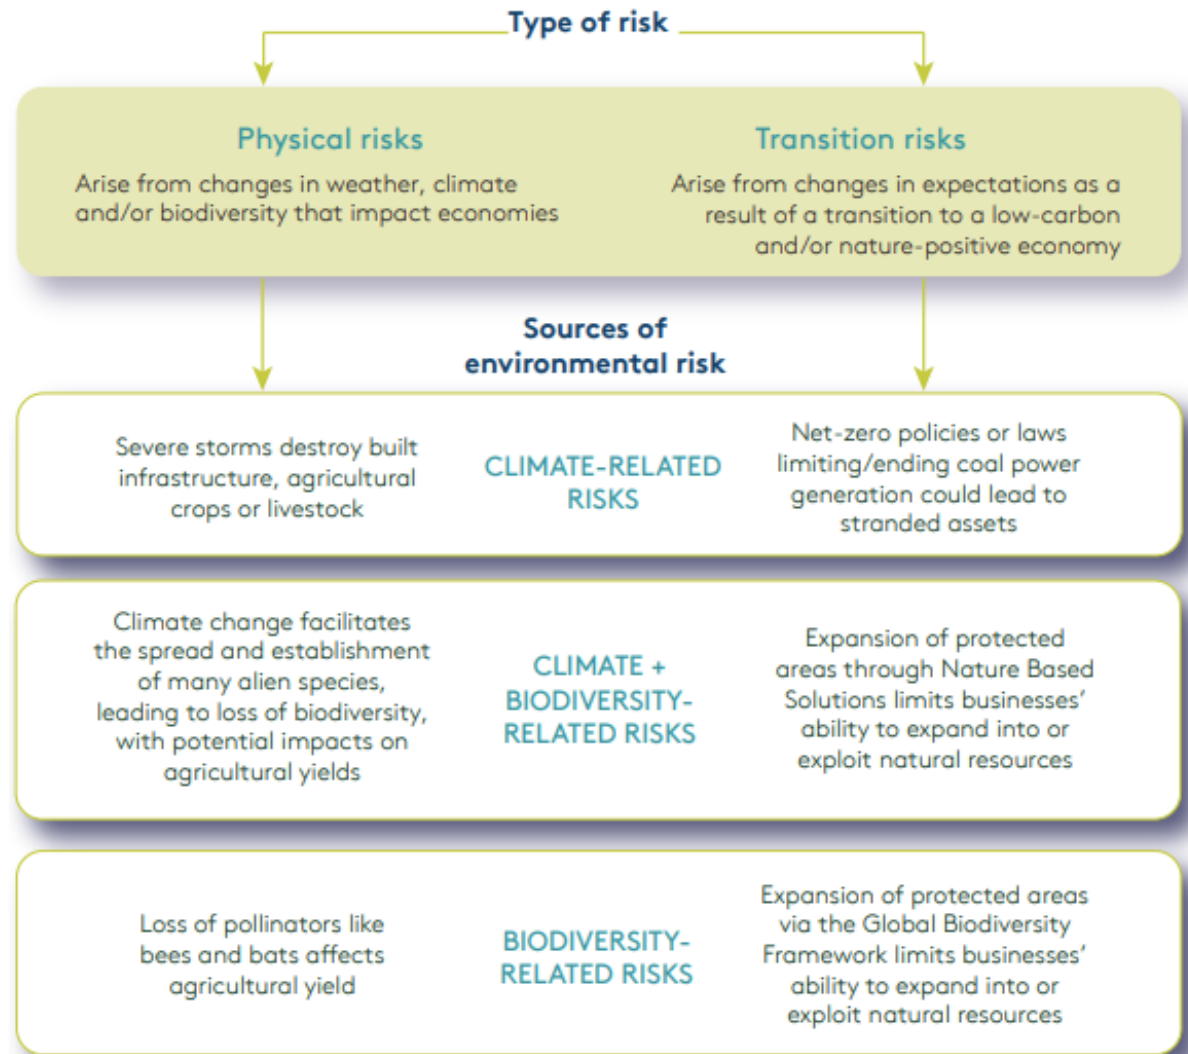 Type of risk
Physical risks
Arise from changes in weather, climate
and/or biodiversity that impact economies
Transition risks
Arise from changes in expectations as a
result of a transition to a low-carbon
and/or nature-positive economy
Sources of
environmental risk
Severe storms destroy built
infrastructure, agricultural
crops or livestock
CLIMATE-RELATED
RISKS
Net-zero policies or laws
limiting/ending coal power
generation could lead to
stranded assets
Climate change facilitates
the spread and establishment
of many alien species,
leading to loss of biodiversity,
with potential impacts on
agricultural yields
CLIMATE +
BIODIVERSITY-
RELATED RISKS
Expansion of protected
areas through Nature Based
Solutions limits businesses’
ability to expand into or
exploit natural resources
Loss of pollinators like
bees and bats affects
agricultural yield
BIODIVERSITY-
RELATED RISKS
Expansion of protected areas
via the Global Biodiversity
Framework limits businesses’
ability to expand into or
exploit natural resources